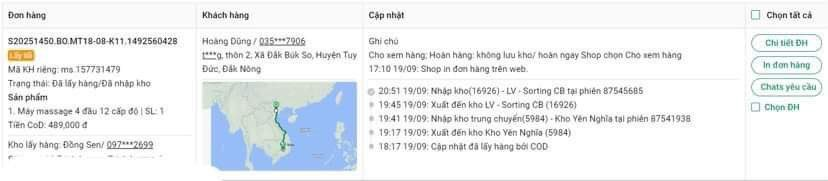 Đơn hàng
Khách hàng
Cập nhật
Chọn tất cả
S20251450.BO.MT18-08-K11.1492560428
Lấy rồi
Mã KH riêng: ms.157731479
Trạng thái: Đã lấy hàng/Đã nhập kho
Sản phẩm
1. Máy massage 4 đầu 12 cấp độ | SL: 1
Tiền CoD: 489,000 đ
Kho lấy hàng: Đồng Sen/ 097***2699
Hoàng Dũng / 035***7906
t***g, thôn 2, Xã Đắk Búk So, Huyện Tuy
Đức, Đắk Nông
Ghi chú
Cho xem hàng; Hoàn hàng: không lưu kho/ hoàn ngay Shop chọn Cho xem hàng
17:10 19/09: Shop in đơn hàng trên web.
20:51 19/09: Nhập kho(16926) - LV - Sorting CB tại phiên 87545685
19:45 19/09: Xuất đến kho LV - Sorting CB (16926)
19:41 19/09: Nhập kho trung chuyển(5984) - Kho Yên Nghĩa tại phiên 87541938
19:17 19/09: Xuất đến kho Kho Yên Nghĩa (5984)
18:17 19/09: Cập nhật đã lấy hàng bởi COD
Chi tiết ĐH
In đơn hàng
Chats yêu cầu
Chọn ĐH